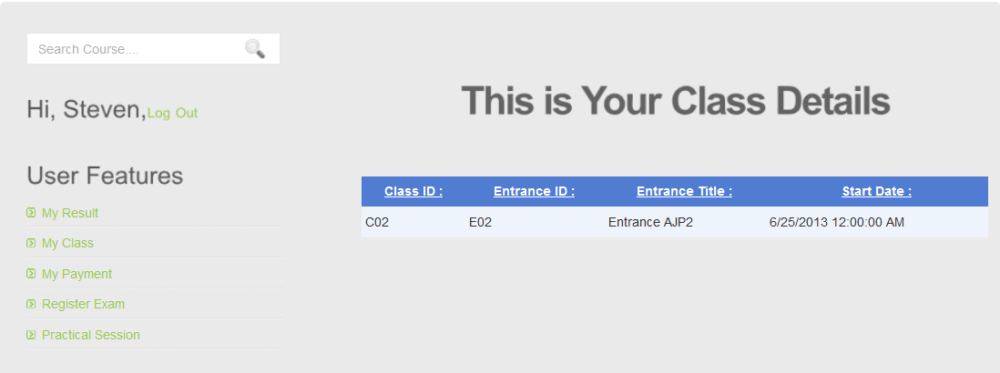 Search Course....
Hi, Steven,Log Out
User Features
My Result
My Class
My Payment
Register Exam
Practical Session
This is Your Class Details
Class ID : Entrance ID : Entrance Title : Start Date :
C02 E02 Entrance AJP2 6/25/2013 12:00:00 AM